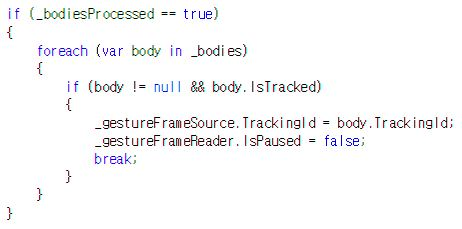 if (_bodiesProcessed == true)
{
    foreach (var body in _bodies)
    {
        if (body != null && body.IsTracked)
        {
            _gestureFrameSource.TrackingId = body.TrackingId;
            _gestureFrameReader.IsPaused = false;
            break;
        }
    }
}